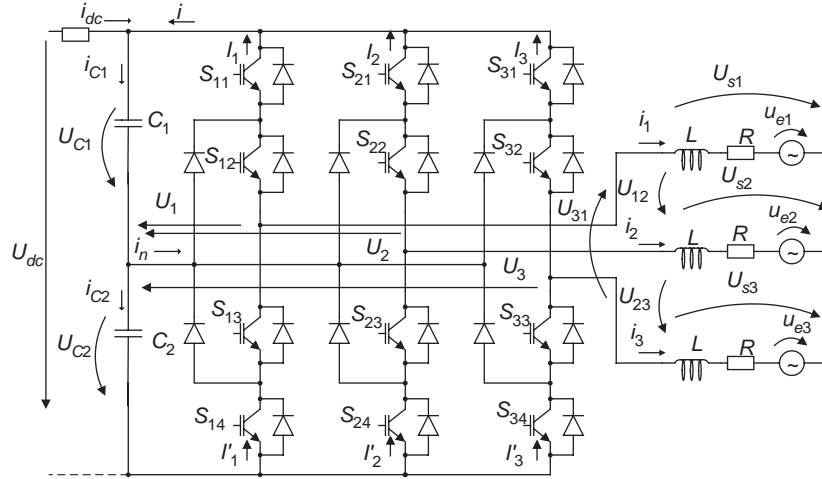 i_dc i
I_1 I_2 I_3
i_C1 S_11 S_21 S_31
U_s1
U_C1 C_1 i_1 L R u_e1
S_12 S_22 S_32
U_12 U_s2
U_1 U_31 u_e2
i_n i_2 L R
U_dc U_2
U_3 U_s3
i_C2 U_23
S_13 S_23 S_33 i_3 L R u_e3
U_C2 C_2
S_14 S_24 S_34
I'_1 I'_2 I'_3